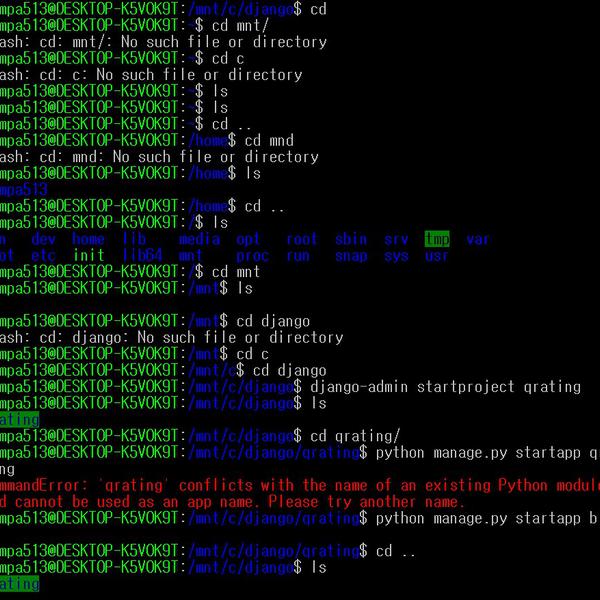 mpa513@DESKTOP-K5VOK9T:/mnt/c/django$ cd
mpa513@DESKTOP-K5VOK9T:~$ cd mnt/
ash: cd: mnt/: No such file or directory
mpa513@DESKTOP-K5VOK9T:~$ cd c
ash: cd: c: No such file or directory
mpa513@DESKTOP-K5VOK9T:~$ ls
mpa513@DESKTOP-K5VOK9T:~$ ls
mpa513@DESKTOP-K5VOK9T:~$ cd ..
mpa513@DESKTOP-K5VOK9T:/home$ cd mnd
ash: cd: mnd: No such file or directory
mpa513@DESKTOP-K5VOK9T:/home$ ls
mpa513
mpa513@DESKTOP-K5VOK9T:/home$ cd ..
mpa513@DESKTOP-K5VOK9T:/$ ls
n dev home lib media opt root sbin srv tmp var
ot etc init lib64 mnt proc run snap sys usr
mpa513@DESKTOP-K5VOK9T:/$ cd mnt
mpa513@DESKTOP-K5VOK9T:/mnt$ ls
mpa513@DESKTOP-K5VOK9T:/mnt$ cd django
ash: cd: django: No such file or directory
mpa513@DESKTOP-K5VOK9T:/mnt$ cd c
mpa513@DESKTOP-K5VOK9T:/mnt/c$ cd django
mpa513@DESKTOP-K5VOK9T:/mnt/c/django$ django-admin startproject qrating
mpa513@DESKTOP-K5VOK9T:/mnt/c/django$ ls
ating
mpa513@DESKTOP-K5VOK9T:/mnt/c/django$ cd qrating/
mpa513@DESKTOP-K5VOK9T:/mnt/c/django/qrating$ python manage.py startapp q
ng
mmandError: 'qrating' conflicts with the name of an existing Python module
d cannot be used as an app name. Please try another name.
mpa513@DESKTOP-K5VOK9T:/mnt/c/django/qrating$ python manage.py startapp b
mpa513@DESKTOP-K5VOK9T:/mnt/c/django/qrating$ cd ..
mpa513@DESKTOP-K5VOK9T:/mnt/c/django$ ls
ating